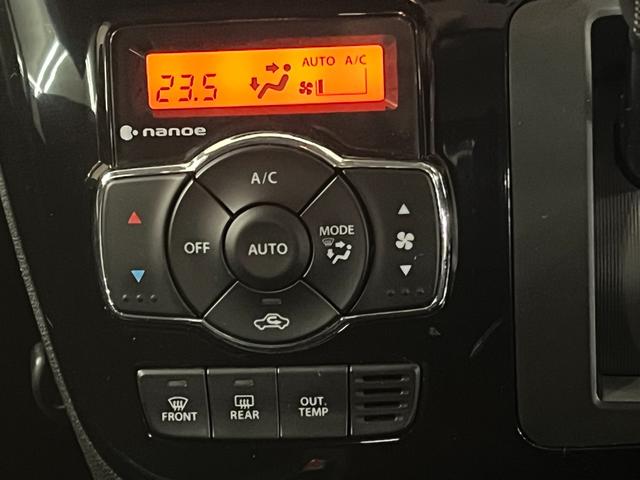 AUTO A/C
23.5
nanoe
A/C
OFF
AUTO
MODE
FRONT
REAR
OUT.
TEMP